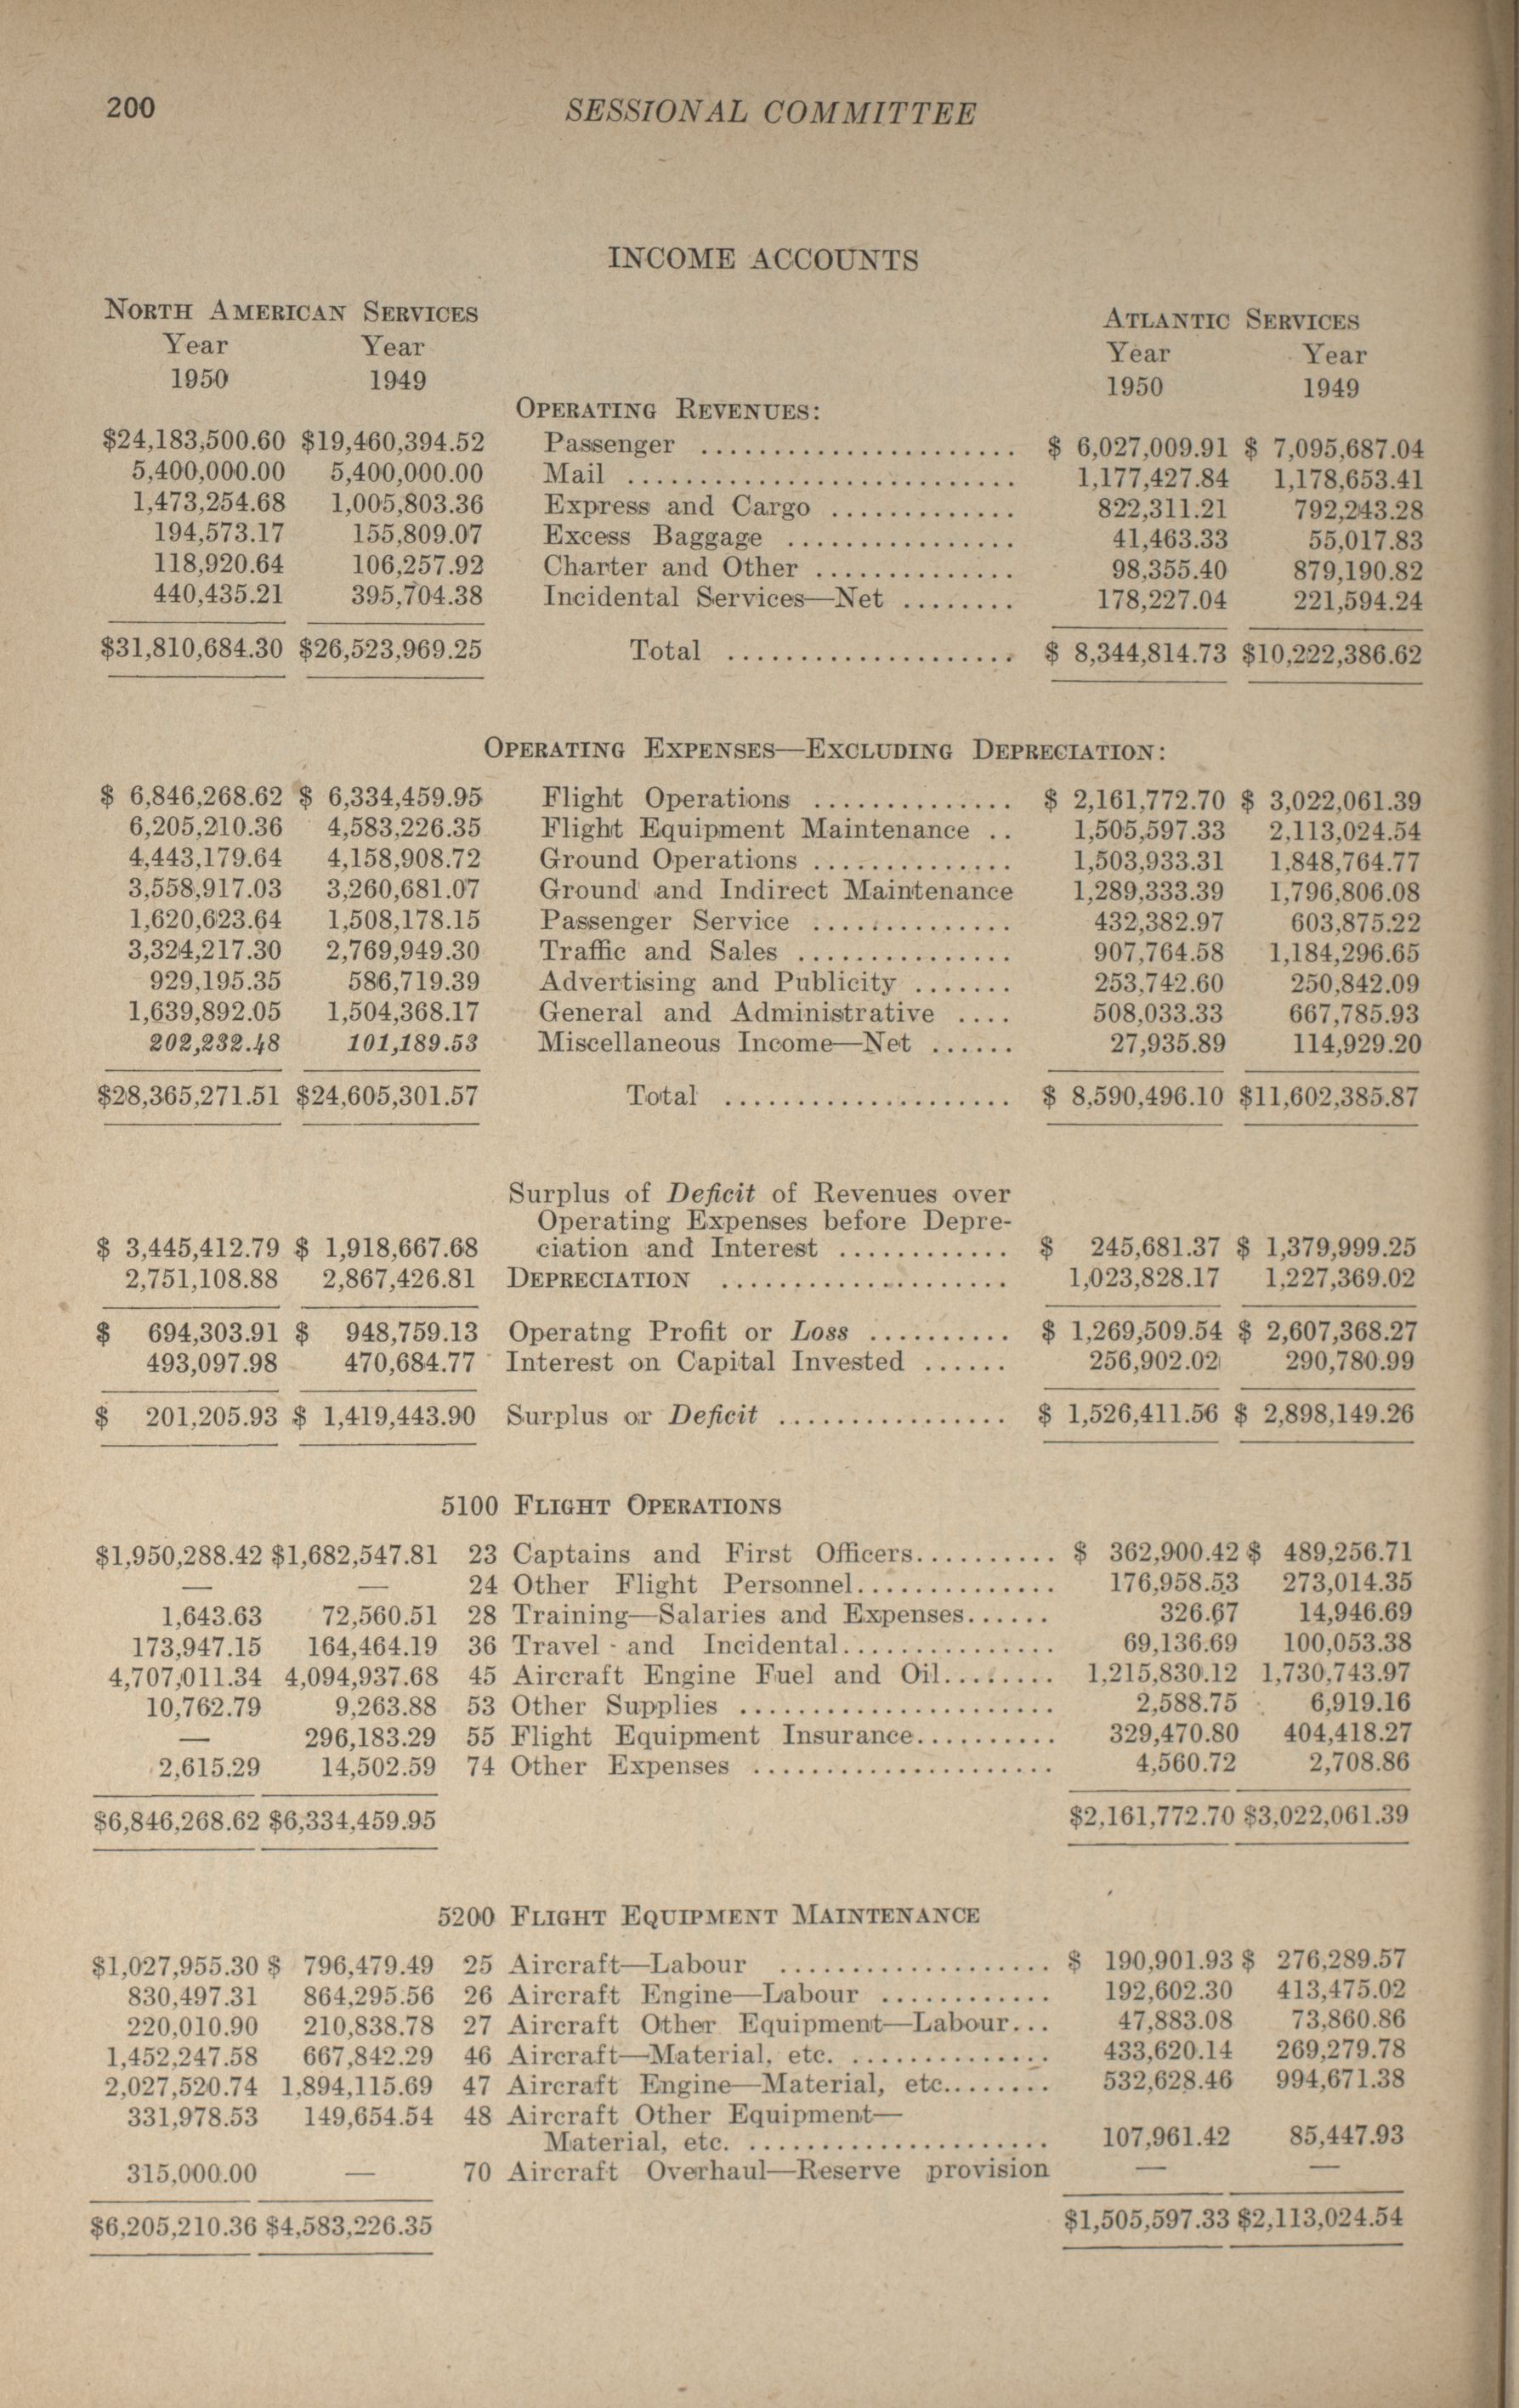 200 SESSIONAL COMMITTEE
INCOME ACCOUNTS
NORTH AMERICAN SERVICES ATLANTIC SERVICES
Year Year Year Year
1950 1949 1950 1949
OPERATING REVENUES:
$24,183,500.60 $19,460,394.52 Passenger ...................... $ 6,027,009.91 $ 7,095,687.04
5,400,000.00 5,400,000.00 Mail ........................... 1,177,427.84 1,178,653.41
1,473,254.68 1,005,803.36 Express and Cargo ............. 822,311.21 792,243.28
194,573.17 155,809.07 Excess Baggage ................ 41,463.33 55,017.83
118,920.64 106,257.92 Charter and Other .............. 98,355.40 879,190.82
440,435.21 395,704.38 Incidental Services—Net ........ 178,227.04 221,594.24
$31,810,684.30 $26,523,969.25 Total .................... $ 8,344,814.73 $10,222,386.62
OPERATING EXPENSES—EXCLUDING DEPRECIATION:
$ 6,846,268.62 $ 6,334,459.95 Flight Operations .............. $ 2,161,772.70 $ 3,022,061.39
6,205,210.36 4,583,226.35 Flight Equipment Maintenance .. 1,505,597.33 2,113,024.54
4,443,179.64 4,158,908.72 Ground Operations .............. 1,503,933.31 1,848,764.77
3,558,917.03 3,260,681.07 Ground and Indirect Maintenance 1,289,333.39 1,796,806.08
1,620,623.64 1,508,178.15 Passenger Service .............. 432,382.97 603,875.22
3,324,217.30 2,769,949.30 Traffic and Sales ............... 907,764.58 1,184,296.65
929,195.35 586,719.39 Advertising and Publicity ....... 253,742.60 250,842.09
1,639,892.05 1,504,368.17 General and Administrative .... 508,033.33 667,785.93
202,232.48 101,189.53 Miscellaneous Income—Net ...... 27,935.89 114,929.20
$28,365,271.51 $24,605,301.57 Total .................... $ 8,590,496.10 $11,602,385.87
Surplus of Deficit of Revenues over
Operating Expenses before Depre-
$ 3,445,412.79 $ 1,918,667.68 ciation and Interest ............ $ 245,681.37 $ 1,379,999.25
2,751,108.88 2,867,426.81 DEPRECIATION .................... 1,023,828.17 1,227,369.02
$ 694,303.91 $ 948,759.13 Operatng Profit or Loss .......... $ 1,269,509.54 $ 2,607,368.27
493,097.98 470,684.77 Interest on Capital Invested ...... 256,902.02 290,780.99
$ 201,205.93 $ 1,419,443.90 Surplus or Deficit ................ $ 1,526,411.56 $ 2,898,149.26
5100 FLIGHT OPERATIONS
$1,950,288.42 $1,682,547.81 23 Captains and First Officers.......... $ 362,900.42 $ 489,256.71
— — 24 Other Flight Personnel.............. 176,958.53 273,014.35
1,643.63 72,560.51 28 Training—Salaries and Expenses...... 326.67 14,946.69
173,947.15 164,464.19 36 Travel - and Incidental............... 69,136.69 100,053.38
4,707,011.34 4,094,937.68 45 Aircraft Engine Fuel and Oil........ 1,215,830.12 1,730,743.97
10,762.79 9,263.88 53 Other Supplies ...................... 2,588.75 6,919.16
— 296,183.29 55 Flight Equipment Insurance.......... 329,470.80 404,418.27
2,615.29 14,502.59 74 Other Expenses ..................... 4,560.72 2,708.86
$6,846,268.62 $6,334,459.95 $2,161,772.70 $3,022,061.39
5200 FLIGHT EQUIPMENT MAINTENANCE
$1,027,955.30 $ 796,479.49 25 Aircraft—Labour ................... $ 190,901.93 $ 276,289.57
830,497.31 864,295.56 26 Aircraft Engine—Labour ............ 192,602.30 413,475.02
220,010.90 210,838.78 27 Aircraft Other Equipment—Labour... 47,883.08 73,860.86
1,452,247.58 667,842.29 46 Aircraft—Material, etc. .............. 433,620.14 269,279.78
2,027,520.74 1,894,115.69 47 Aircraft Engine—Material, etc........ 532,628.46 994,671.38
331,978.53 149,654.54 48 Aircraft Other Equipment—
Material, etc. ..................... 107,961.42 85,447.93
315,000.00 — 70 Aircraft Overhaul—Reserve provision — —
$6,205,210.36 $4,583,226.35 $1,505,597.33 $2,113,024.54